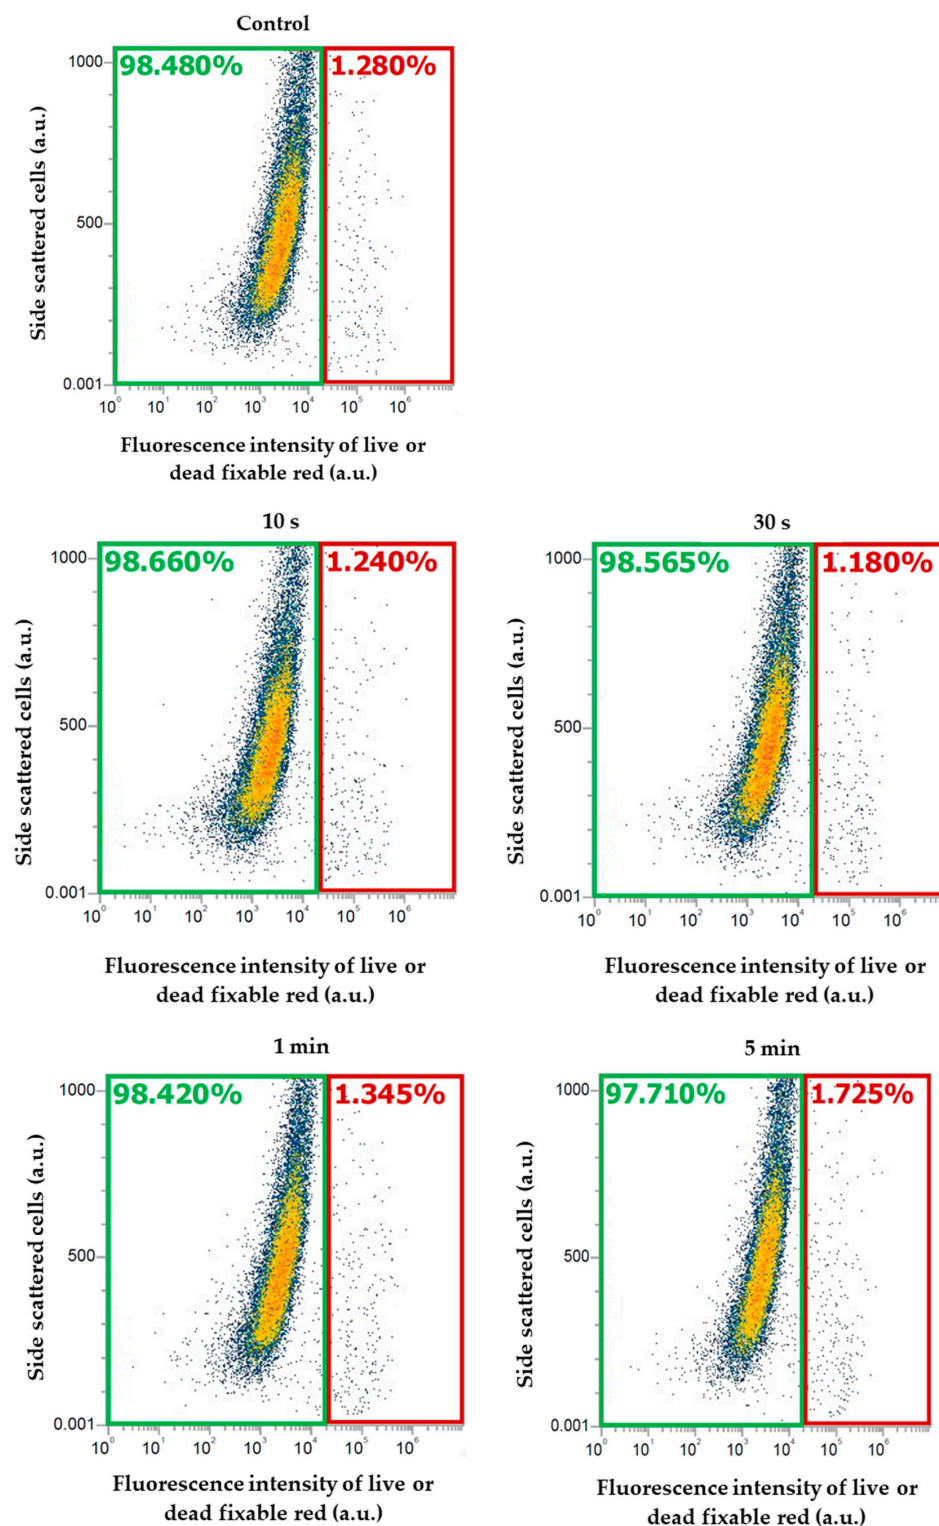 Control
98.480% 1.280%
1000
500
0.001
Side scattered cells (a.u.)
10⁰ 10¹ 10² 10³ 10⁴ 10⁵ 10⁶
Fluorescence intensity of live or
dead fixable red (a.u.)
10 s
98.660% 1.240%
1000
500
0.001
Side scattered cells (a.u.)
10⁰ 10¹ 10² 10³ 10⁴ 10⁵ 10⁶
Fluorescence intensity of live or
dead fixable red (a.u.)
30 s
98.565% 1.180%
1000
500
0.001
Side scattered cells (a.u.)
10⁰ 10¹ 10² 10³ 10⁴ 10⁵ 10⁶
Fluorescence intensity of live or
dead fixable red (a.u.)
1 min
98.420% 1.345%
1000
500
0.001
Side scattered cells (a.u.)
10⁰ 10¹ 10² 10³ 10⁴ 10⁵ 10⁶
Fluorescence intensity of live or
dead fixable red (a.u.)
5 min
97.710% 1.725%
1000
500
0.001
Side scattered cells (a.u.)
10⁰ 10¹ 10² 10³ 10⁴ 10⁵ 10⁶
Fluorescence intensity of live or
dead fixable red (a.u.)